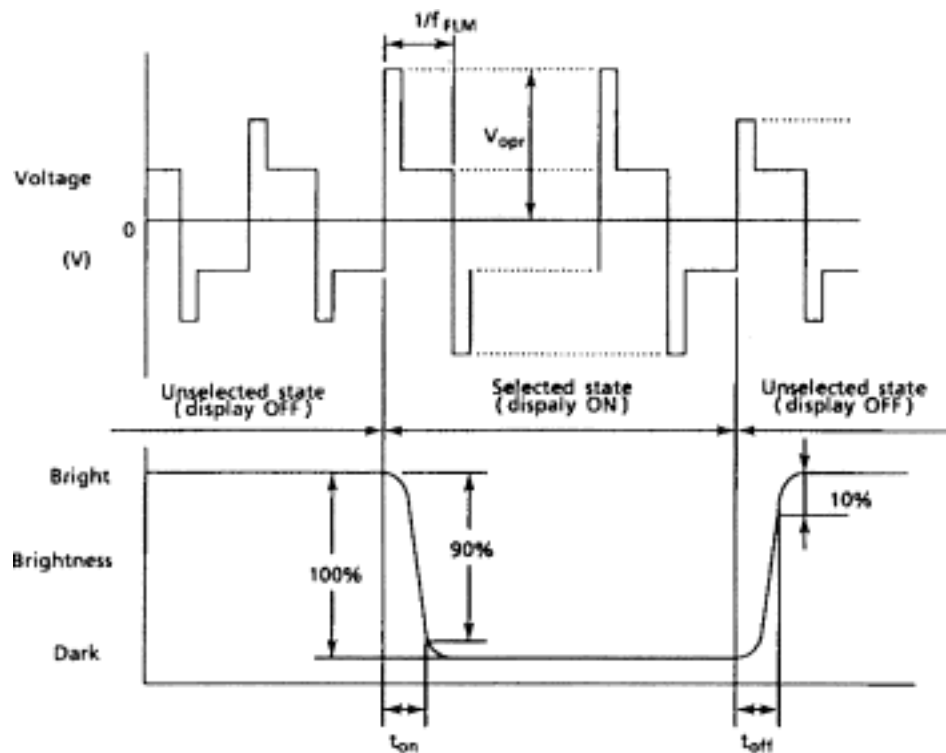 1/f FLM
Vopr
Voltage
0
(V)
Unselected state
(display OFF)
Selected state
(dispaly ON)
Unselected state
(display OFF)
Bright
10%
90%
Brightness
100%
Dark
ton
toff